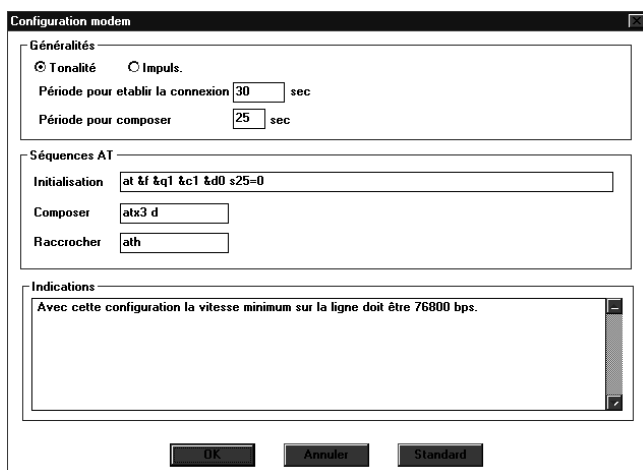 Configuration modem
Généralités
Tonalité Impuls.
Période pour etablir la connexion 30 sec
Période pour composer 25 sec
Séquences AT
Initialisation at &f &q1 &c1 &d0 s25=0
Composer atx3 d
Raccrocher ath
Indications
Avec cette configuration la vitesse minimum sur la ligne doit être 76800 bps.
OK Annuler Standard